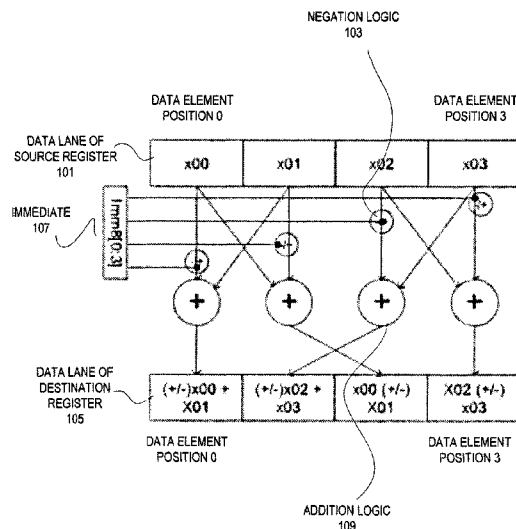 NEGATION LOGIC
103
DATA ELEMENT
POSITION 0
DATA ELEMENT
POSITION 3
DATA LANE OF
SOURCE REGISTER
101
x00
x01
x02
x03
IMMEDIATE
107
Imm8[0:3]
+/-
+
+
+
+
DATA LANE OF
DESTINATION
REGISTER
105
(+/-)x00 +
X01
(+/-)x02 +
x03
x00 (+/-)
X01
X02 (+/-)
x03
DATA ELEMENT
POSITION 0
DATA ELEMENT
POSITION 3
ADDITION LOGIC
109